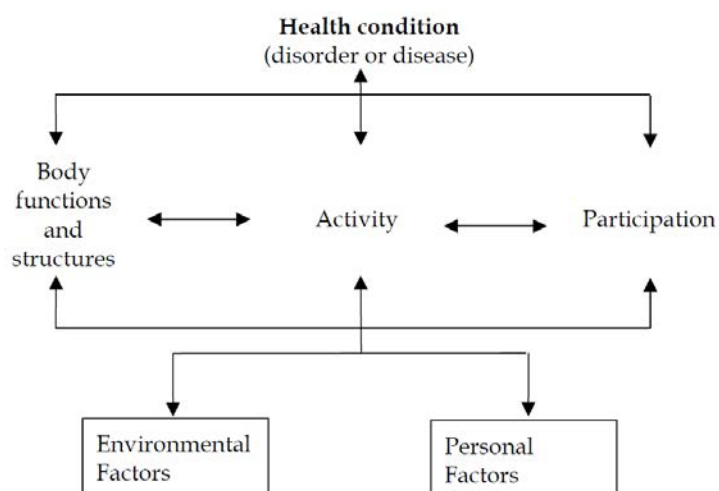 Health condition
(disorder or disease)
Body
functions
and
structures
Activity
Participation
Environmental
Factors
Personal
Factors